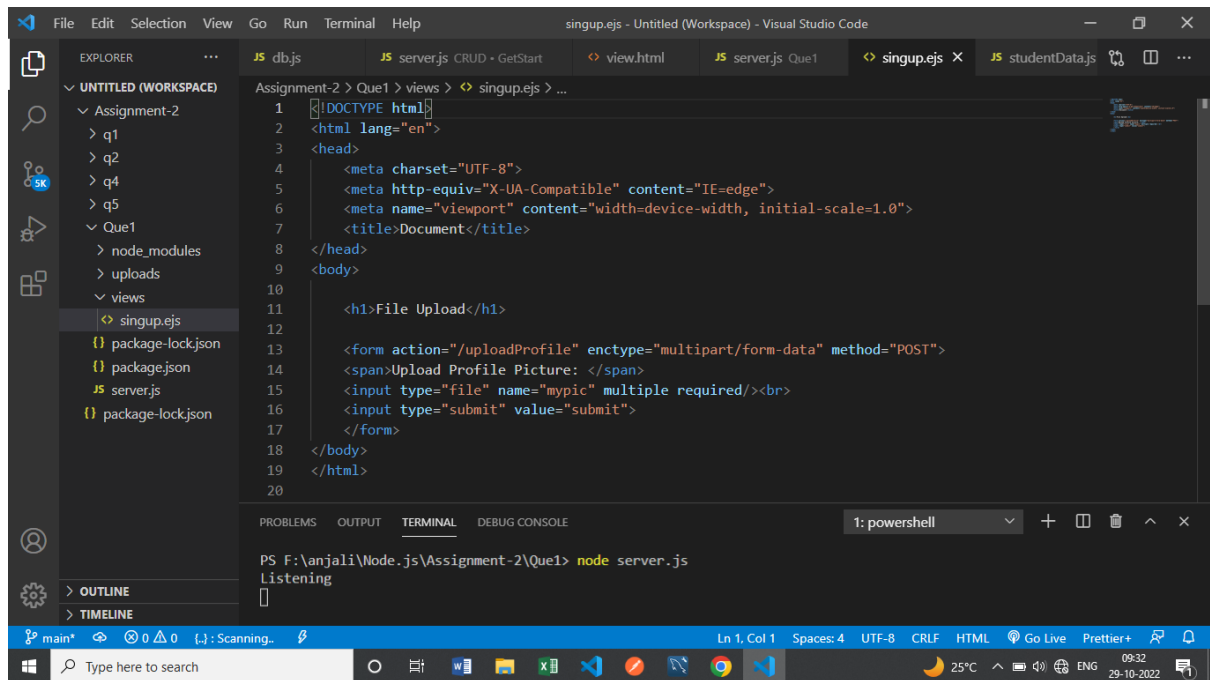 File Edit Selection View Go Run Terminal Help singup.ejs - Untitled (Workspace) - Visual Studio Code
EXPLORER ...
JS db.js JS server.js CRUD • GetStart <> view.html JS server.js Que1 <> singup.ejs JS studentData.js ...
UNTITLED (WORKSPACE)
Assignment-2
q1
q2
q4
q5
Que1
node_modules
uploads
views
<> singup.ejs
{} package-lock.json
{} package.json
JS server.js
{} package-lock.json
OUTLINE
TIMELINE
5K
Assignment-2 > Que1 > views > <> singup.ejs > ...
1 <!DOCTYPE html>
2 <html lang="en">
3 <head>
4 <meta charset="UTF-8">
5 <meta http-equiv="X-UA-Compatible" content="IE=edge">
6 <meta name="viewport" content="width=device-width, initial-scale=1.0">
7 <title>Document</title>
8 </head>
9 <body>
10
11 <h1>File Upload</h1>
12
13 <form action="/uploadProfile" enctype="multipart/form-data" method="POST">
14 <span>Upload Profile Picture: </span>
15 <input type="file" name="mypic" multiple required/><br>
16 <input type="submit" value="submit">
17 </form>
18 </body>
19 </html>
20
PROBLEMS OUTPUT TERMINAL DEBUG CONSOLE 1: powershell
PS F:\anjali\Node.js\Assignment-2\Que1> node server.js
Listening
main* 0 0 {..} : Scanning.. Ln 1, Col 1 Spaces: 4 UTF-8 CRLF HTML Go Live Prettier+
Type here to search 25°C ENG 09:32
29-10-2022